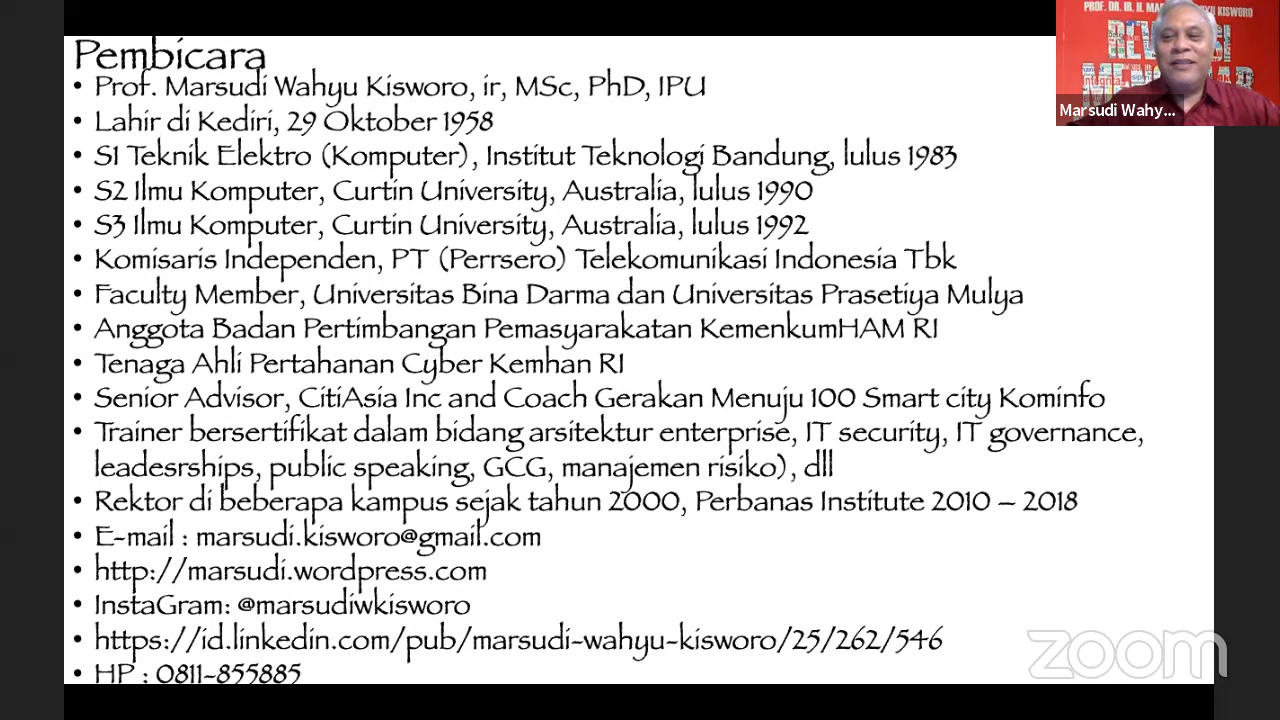 Pembicara
• Prof. Marsudi Wahyu Kisworo, ir, MSc, PhD, IPU
• Lahir di Kediri, 29 Oktober 1958
• S1 Teknik Elektro (Komputer), Institut Teknologi Bandung, lulus 1983
• S2 Ilmu Komputer, Curtin University, Australia, lulus 1990
• S3 Ilmu Komputer, Curtin University, Australia, lulus 1992
• Komisaris Independen, PT (Perrsero) Telekomunikasi Indonesia Tbk
• Faculty Member, Universitas Bina Darma dan Universitas Prasetiya Mulya
• Anggota Badan Pertimbangan Pemasyarakatan KemenkumHAM RI
• Tenaga Ahli Pertahanan Cyber Kemhan RI
• Senior Advisor, CitiAsia Inc and Coach Gerakan Menuju 100 Smart city Kominfo
• Trainer bersertifikat dalam bidang arsitektur enterprise, IT security, IT governance,
leadesrships, public speaking, GCG, manajemen risiko), dll
• Rektor di beberapa kampus sejak tahun 2000, Perbanas Institute 2010 – 2018
• E-mail : marsudi.kisworo@gmail.com
• http://marsudi.wordpress.com
• InstaGram: @marsudiwkisworo
• https://id.linkedin.com/pub/marsudi-wahyu-kisworo/25/262/546
• HP : 0811-855885
PROF. DR. IR. H. MA YU KISWORO
Marsudi Wahy...
zoom